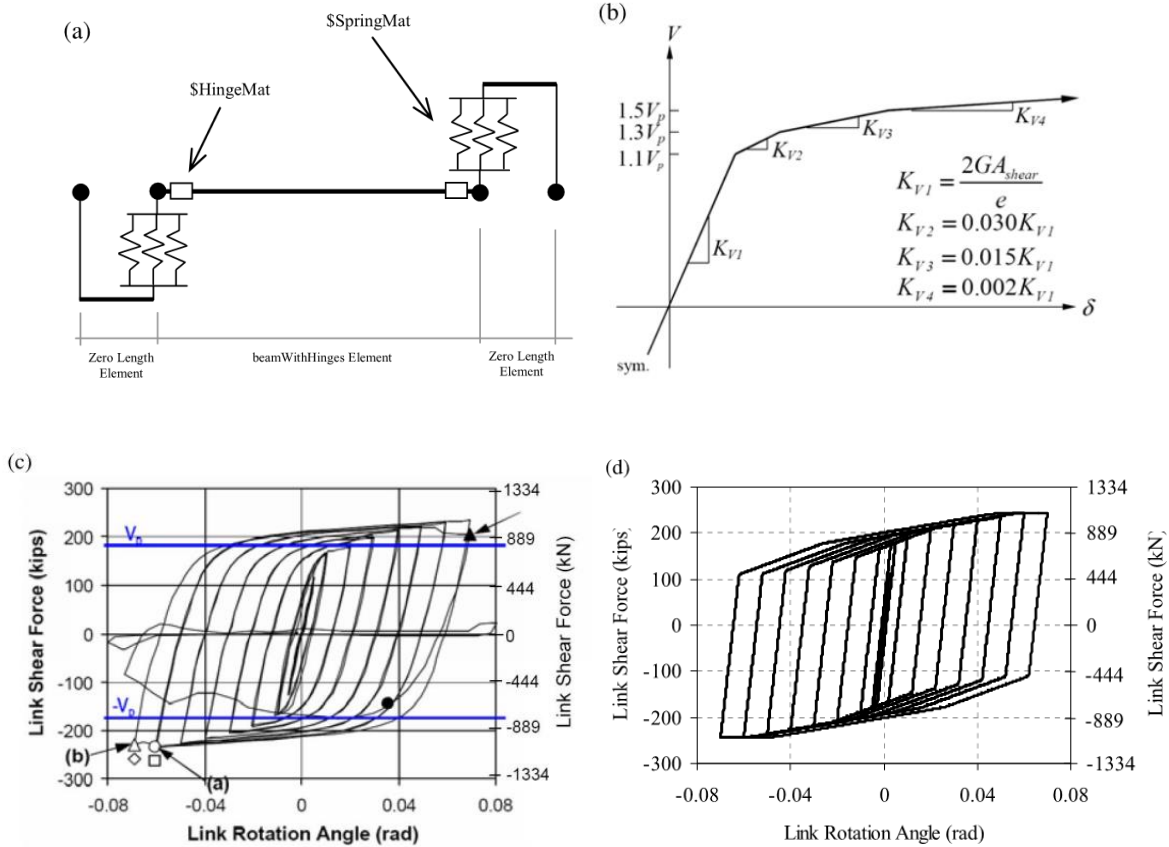 (a)
$SpringMat
$HingeMat
Zero Length
Element
beamWithHinges Element
Zero Length
Element
(b)
V
1.5V_p
1.3V_p
1.1V_p
K_V4
K_V3
K_V2
K_V1
K_V1 = 2GA_shear / e
K_V2 = 0.030K_V1
K_V3 = 0.015K_V1
K_V4 = 0.002K_V1
δ
sym.
(c)
Link Shear Force (kips)
300
200
100
0
-100
-200
-300
V_p
-V_p
(b)
(a)
1334
889
444
0
-444
-889
-1334
Link Shear Force (kN)
-0.08
-0.04
0
0.04
0.08
Link Rotation Angle (rad)
(d)
Link Shear Force (kips)
300
200
100
0
-100
-200
-300
1334
889
444
0
-444
-889
-1334
Link Shear Force (kN)
-0.08
-0.04
0
0.04
0.08
Link Rotation Angle (rad)